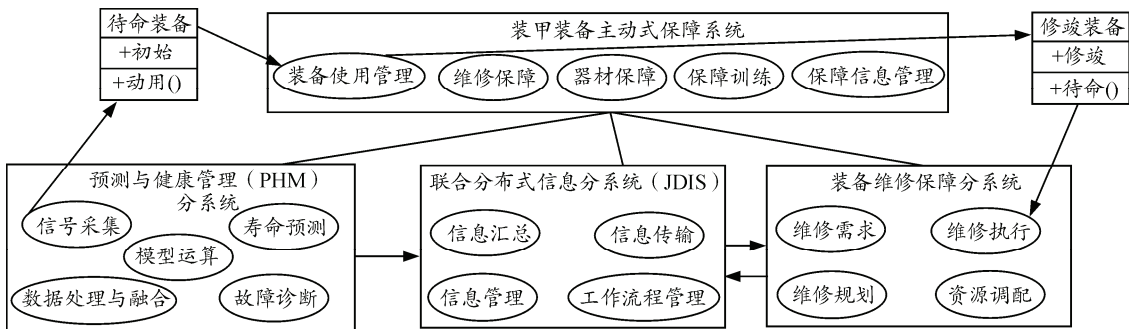 待命装备
+初始
+动用()
装甲装备主动式保障系统
装备使用管理
维修保障
器材保障
保障训练
保障信息管理
修竣装备
+修竣
+待命()
预测与健康管理（PHM）
分系统
信号采集
寿命预测
模型运算
数据处理与融合
故障诊断
联合分布式信息分系统（JDIS）
信息汇总
信息传输
信息管理
工作流程管理
装备维修保障分系统
维修需求
维修执行
维修规划
资源调配